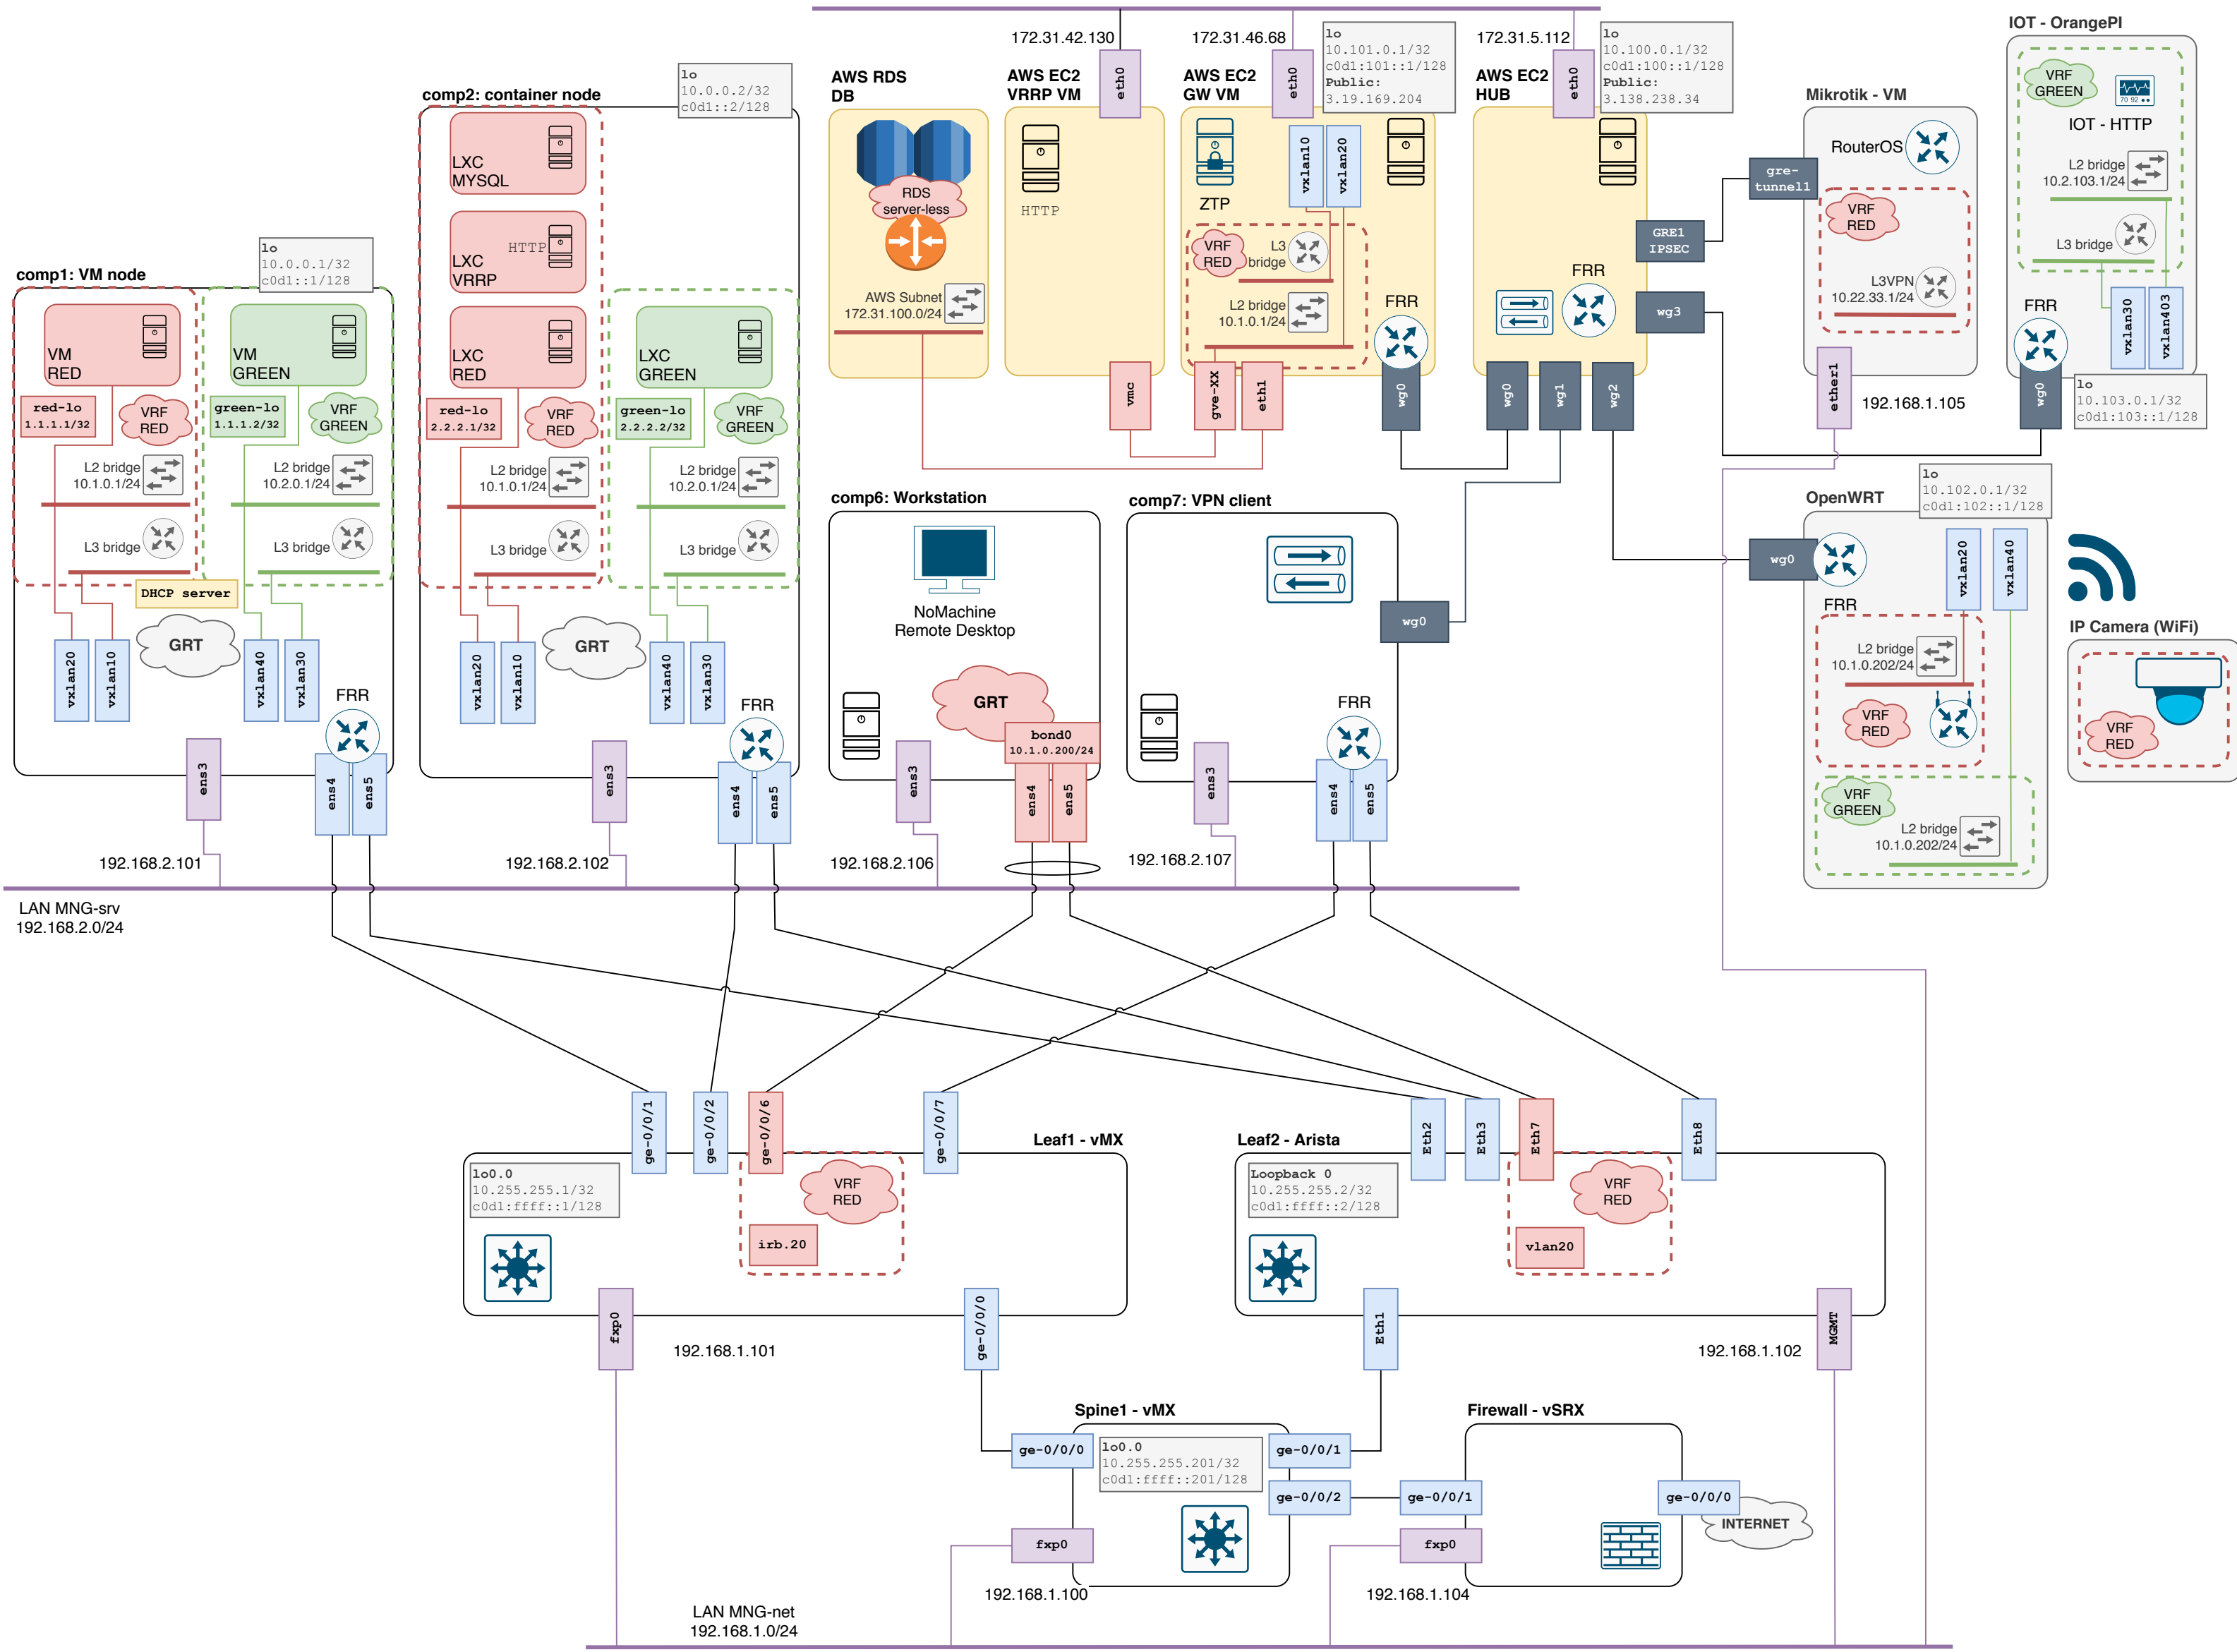 172.31.42.130
172.31.46.68
172.31.5.112
eth0
eth0
eth0
lo
10.101.0.1/32
c0d1:101::1/128
Public:
3.19.169.204
lo
10.100.0.1/32
c0d1:100::1/128
Public:
3.138.238.34
IOT - OrangePI
VRF
GREEN
70 92
IOT - HTTP
L2 bridge
10.2.103.1/24
L3 bridge
FRR
vxlan30
vxlan403
wg0
lo
10.103.0.1/32
c0d1:103::1/128
AWS RDS
DB
RDS
server-less
AWS Subnet
172.31.100.0/24
AWS EC2
VRRP VM
HTTP
vmc
AWS EC2
GW VM
ZTP
vxlan10
vxlan20
VRF
RED
L3
bridge
L2 bridge
10.1.0.1/24
FRR
gve-XX
eth1
wg0
AWS EC2
HUB
FRR
GRE1
IPSEC
wg3
wg0
wg1
wg2
Mikrotik - VM
RouterOS
gre-
tunnel1
VRF
RED
L3VPN
10.22.33.1/24
ether1
192.168.1.105
comp2: container node
lo
10.0.0.2/32
c0d1::2/128
LXC
MYSQL
HTTP
LXC
VRRP
LXC
RED
LXC
GREEN
red-lo
2.2.2.1/32
VRF
RED
green-lo
2.2.2.2/32
VRF
GREEN
L2 bridge
10.1.0.1/24
L2 bridge
10.2.0.1/24
L3 bridge
L3 bridge
vxlan20
vxlan10
GRT
vxlan40
vxlan30
FRR
ens3
ens4
ens5
192.168.2.102
comp1: VM node
lo
10.0.0.1/32
c0d1::1/128
VM
RED
VM
GREEN
red-lo
1.1.1.1/32
VRF
RED
green-lo
1.1.1.2/32
VRF
GREEN
L2 bridge
10.1.0.1/24
L2 bridge
10.2.0.1/24
L3 bridge
L3 bridge
DHCP server
vxlan20
vxlan10
GRT
vxlan40
vxlan30
FRR
ens3
ens4
ens5
192.168.2.101
comp6: Workstation
NoMachine
Remote Desktop
GRT
bond0
10.1.0.200/24
ens3
ens4
ens5
192.168.2.106
comp7: VPN client
wg0
FRR
ens3
ens4
ens5
192.168.2.107
OpenWRT
lo
10.102.0.1/32
c0d1:102::1/128
wg0
FRR
vxlan20
vxlan40
L2 bridge
10.1.0.202/24
VRF
RED
VRF
GREEN
L2 bridge
10.1.0.202/24
IP Camera (WiFi)
VRF
RED
LAN MNG-srv
192.168.2.0/24
ge-0/0/1
ge-0/0/2
ge-0/0/6
ge-0/0/7
Leaf1 - vMX
lo0.0
10.255.255.1/32
c0d1:ffff::1/128
VRF
RED
irb.20
fxp0
192.168.1.101
ge-0/0/0
Leaf2 - Arista
Eth2
Eth3
Eth7
Eth8
Loopback 0
10.255.255.2/32
c0d1:ffff::2/128
VRF
RED
vlan20
Eth1
192.168.1.102
MGMT
Spine1 - vMX
ge-0/0/0
lo0.0
10.255.255.201/32
c0d1:ffff::201/128
ge-0/0/1
ge-0/0/2
fxp0
192.168.1.100
Firewall - vSRX
ge-0/0/1
ge-0/0/0
INTERNET
fxp0
192.168.1.104
LAN MNG-net
192.168.1.0/24